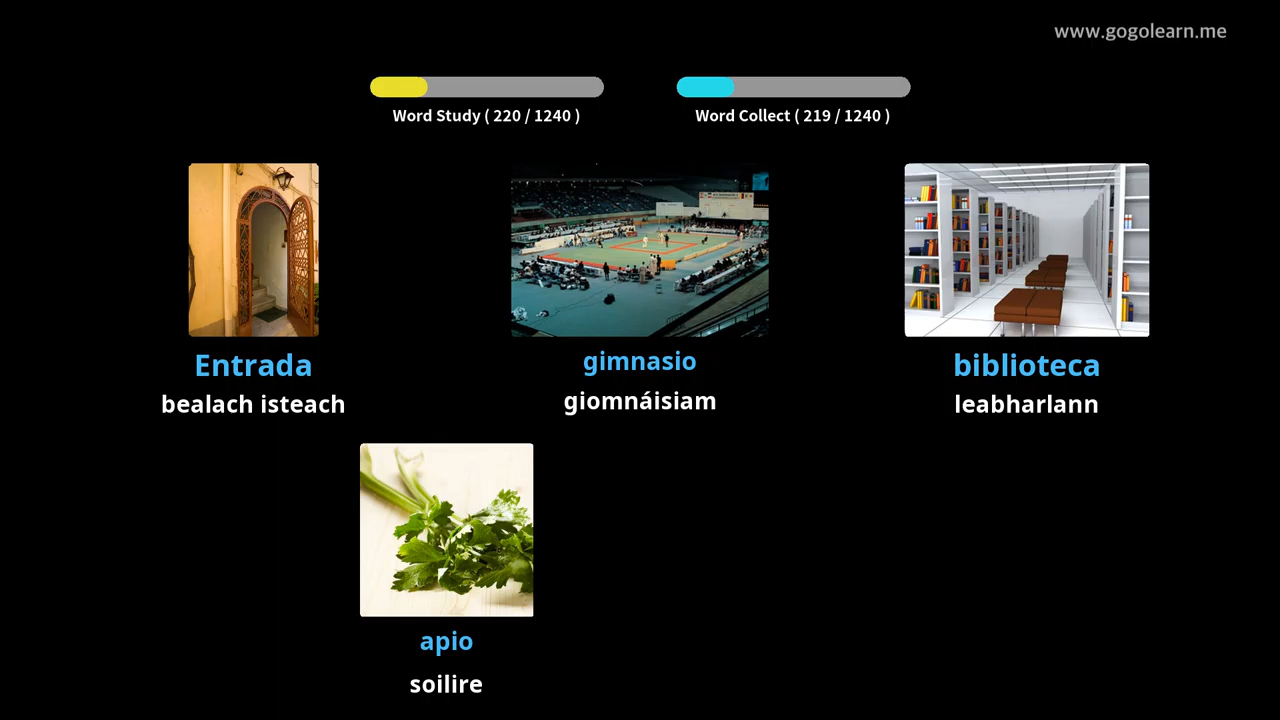 www.gogolearn.me
Word Study ( 220 / 1240 )
Word Collect ( 219 / 1240 )
Entrada
bealach isteach
gimnasio
giomnáisiam
biblioteca
leabharlann
apio
soilire